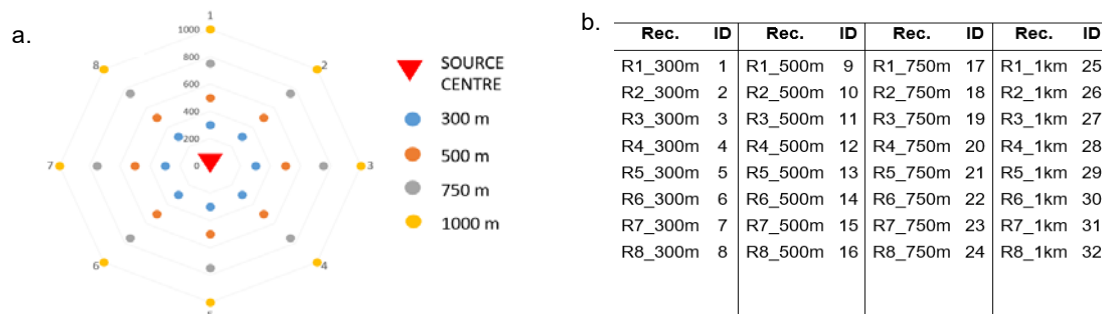 a.
1
1000
800
600
400
200
0
8
2
7
3
6
4
SOURCE
CENTRE
300 m
500 m
750 m
1000 m
b.
Rec. ID Rec. ID Rec. ID Rec. ID
R1_300m 1 R1_500m 9 R1_750m 17 R1_1km 25
R2_300m 2 R2_500m 10 R2_750m 18 R2_1km 26
R3_300m 3 R3_500m 11 R3_750m 19 R3_1km 27
R4_300m 4 R4_500m 12 R4_750m 20 R4_1km 28
R5_300m 5 R5_500m 13 R5_750m 21 R5_1km 29
R6_300m 6 R6_500m 14 R6_750m 22 R6_1km 30
R7_300m 7 R7_500m 15 R7_750m 23 R7_1km 31
R8_300m 8 R8_500m 16 R8_750m 24 R8_1km 32